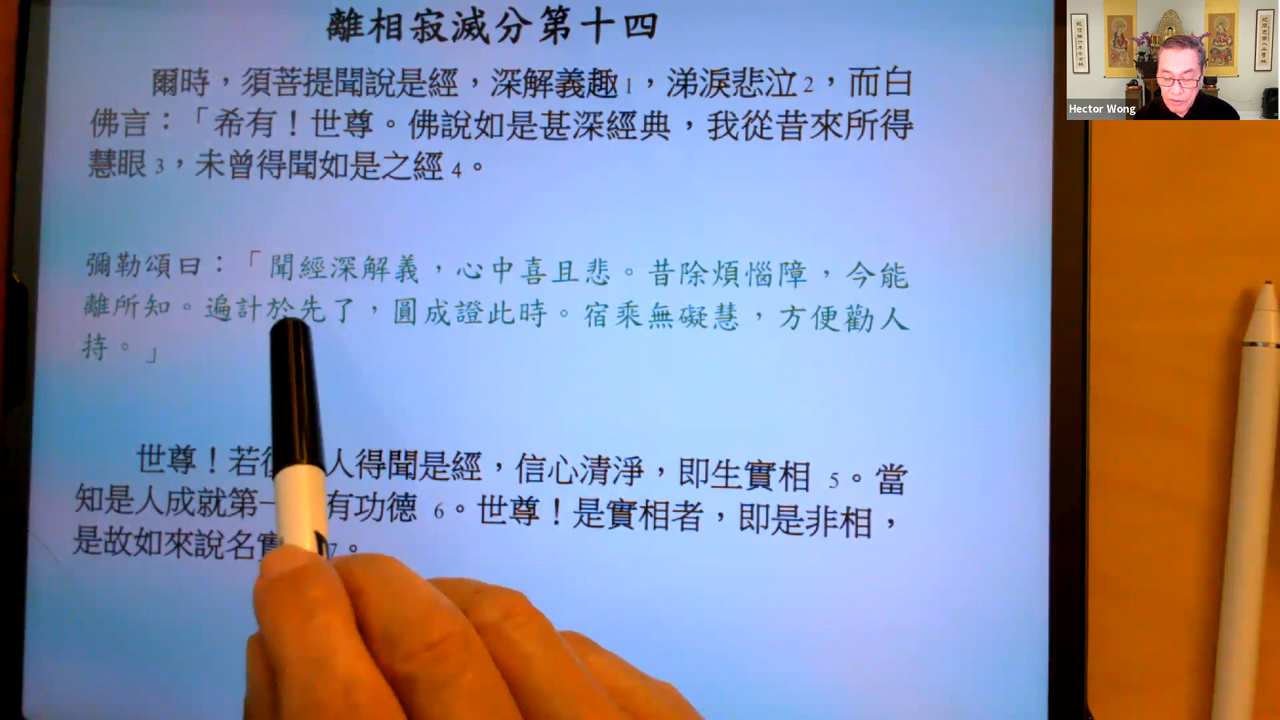 離相寂滅分第十四
爾時，須菩提聞說是經，深解義趣1，涕淚悲泣2，而白
佛言：「希有！世尊。佛說如是甚深經典，我從昔來所得
慧眼3，未曾得聞如是之經4。
彌勒頌曰：「聞經深解義，心中喜且悲。昔除煩惱障，今能
離所知。遍計於先了，圓成證此時。宿乘無礙慧，方便勸人
持。」
世尊！若 人得聞是經，信心清淨，即生實相 5。當
知是人成就第一 有功德 6。世尊！是實相者，即是非相，
是故如來說名實 7。
Hector Wong